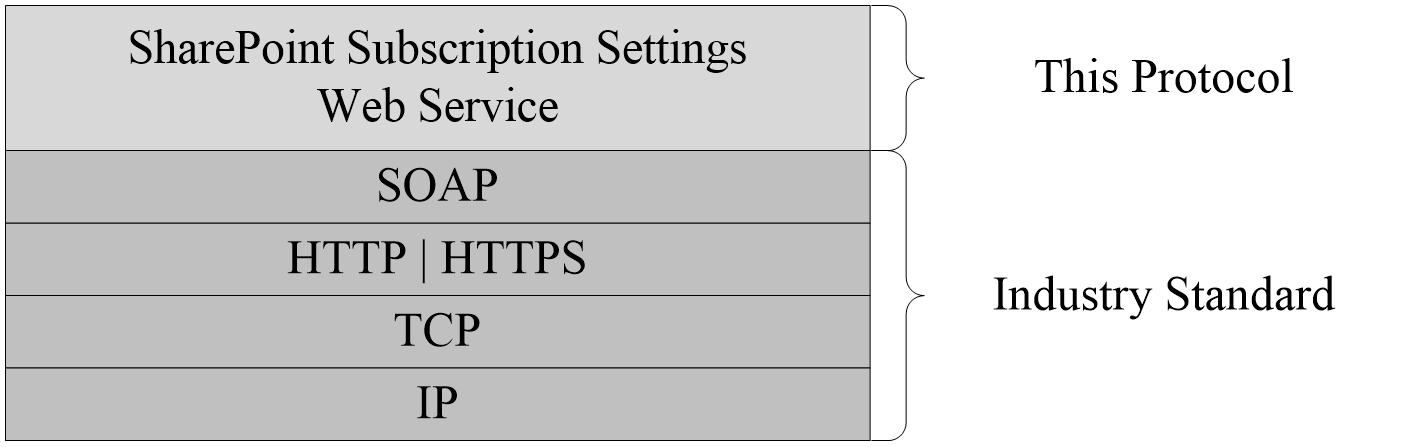 SharePoint Subscription Settings
Web Service
This Protocol
SOAP
HTTP | HTTPS
TCP
IP
Industry Standard